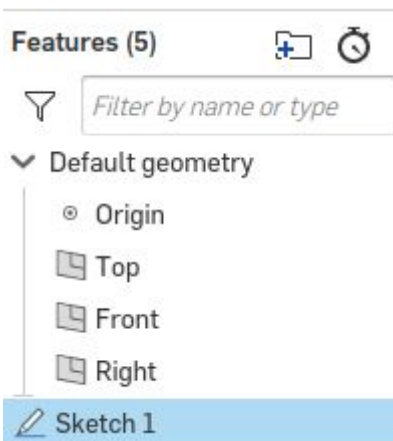 Features (5)
Filter by name or type
Default geometry
Origin
Top
Front
Right
Sketch 1